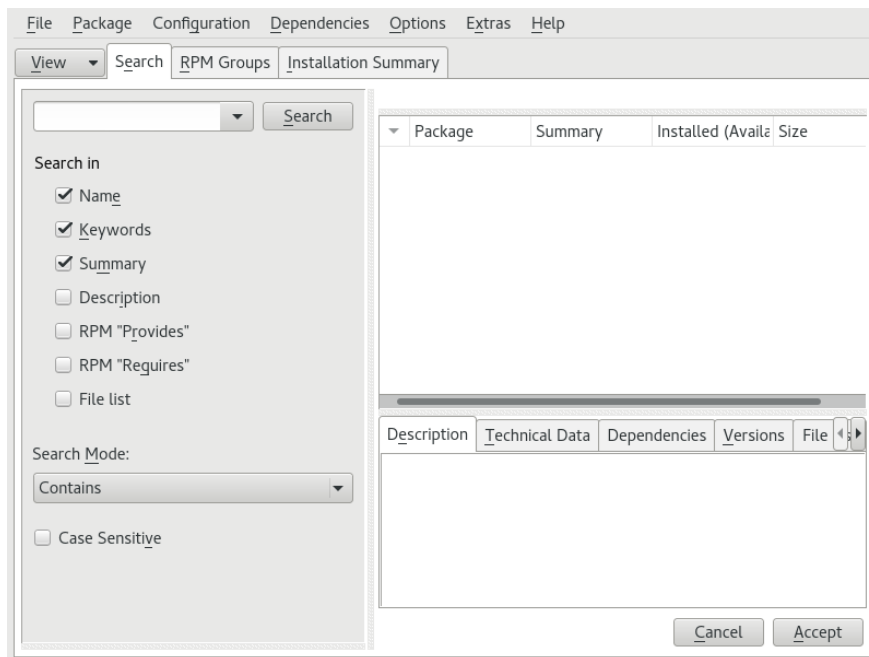 File Package Configuration Dependencies Options Extras Help
View Search RPM Groups Installation Summary
Search
Search in
Name
Keywords
Summary
Description
RPM "Provides"
RPM "Requires"
File list
Search Mode:
Contains
Case Sensitive
Package Summary Installed (Availa Size
Description Technical Data Dependencies Versions File
Cancel Accept